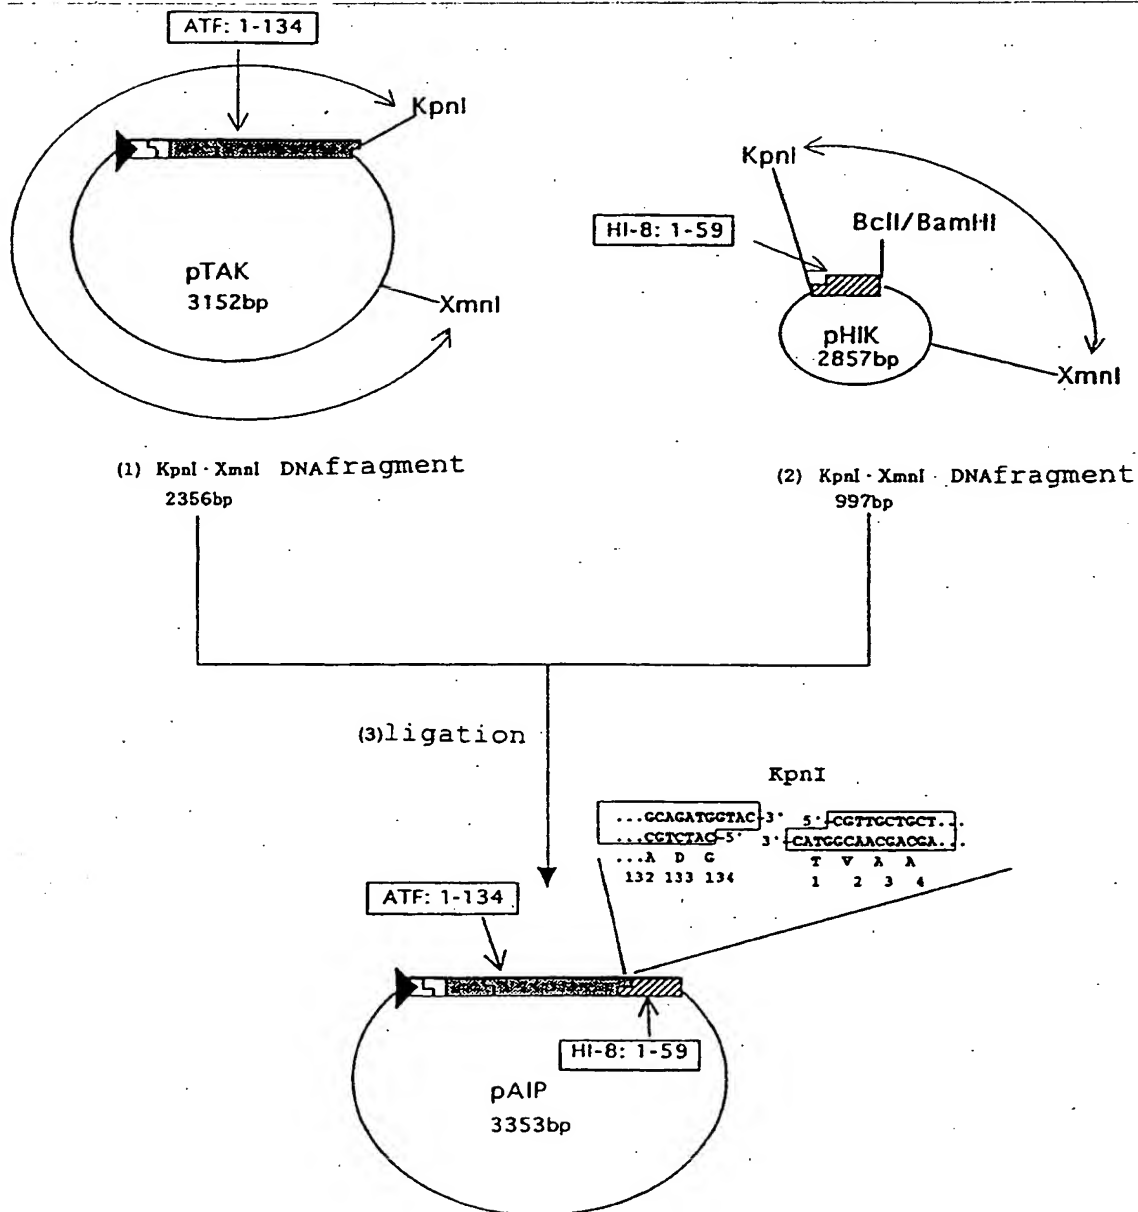 ATF: 1-134
KpnI
pTAK
3152bp
XmnI
KpnI
HI-8: 1-59
BclI/BamHI
pHIK
2857bp
XmnI
(1) KpnI · XmnI DNAfragment
2356bp
(2) KpnI · XmnI DNAfragment
997bp
(3)ligation
KpnI
...GCAGATGGTAC-3' 5'-CGTTGCTGCT...
...CGTCTAC-5' 3'-CATGGCAACGACGA...
...A D G T V A A
132 133 134 1 2 3 4
ATF: 1-134
HI-8: 1-59
pAIP
3353bp